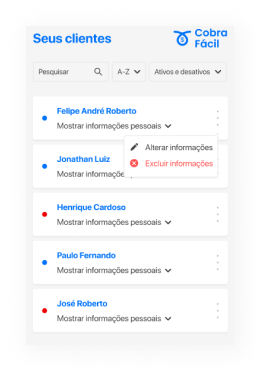 Seus clientes
Cobra
Fácil
Pesquisar
A-Z
Ativos e desativos
Felipe André Roberto
Mostrar informações pessoais
Alterar informações
Excluir informações
Jonathan Luiz
Mostrar
Henrique Cardoso
Mostrar informações pessoais
Paulo Fernando
Mostrar informações pessoais
José Roberto
Mostrar informações pessoais